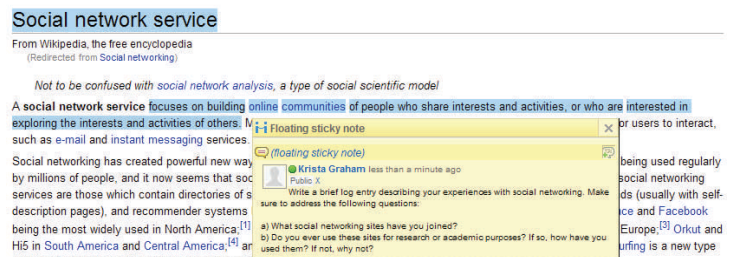 Social network service
From Wikipedia, the free encyclopedia
(Redirected from Social networking)
Not to be confused with social network analysis, a type of social scientific model
A social network service focuses on building online communities of people who share interests and activities, or who are interested in
exploring the interests and activities of others. M
or users to interact,
such as e-mail and instant messaging services.
Floating sticky note
(floating sticky note)
Krista Graham less than a minute ago
Public X
Write a brief log entry describing your experiences with social networking. Make
sure to address the following questions:
a) What social networking sites have you joined?
b) Do you ever use these sites for research or academic purposes? If so, how have you
used them? If not, why not?
Social networking has created powerful new way
being used regularly
by millions of people, and it now seems that soc
social networking
services are those which contain directories of s
ds (usually with self-
description pages), and recommender systems
ce and Facebook
being the most widely used in North America;[1]
Europe;[3] Orkut and
Hi5 in South America and Central America;[4] an
urfing is a new type